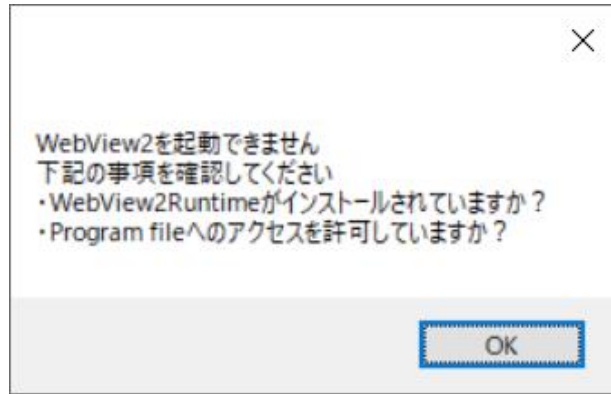 WebView2を起動できません
下記の事項を確認してください
・WebView2Runtimeがインストールされていますか？
・Program fileへのアクセスを許可していますか？
OK